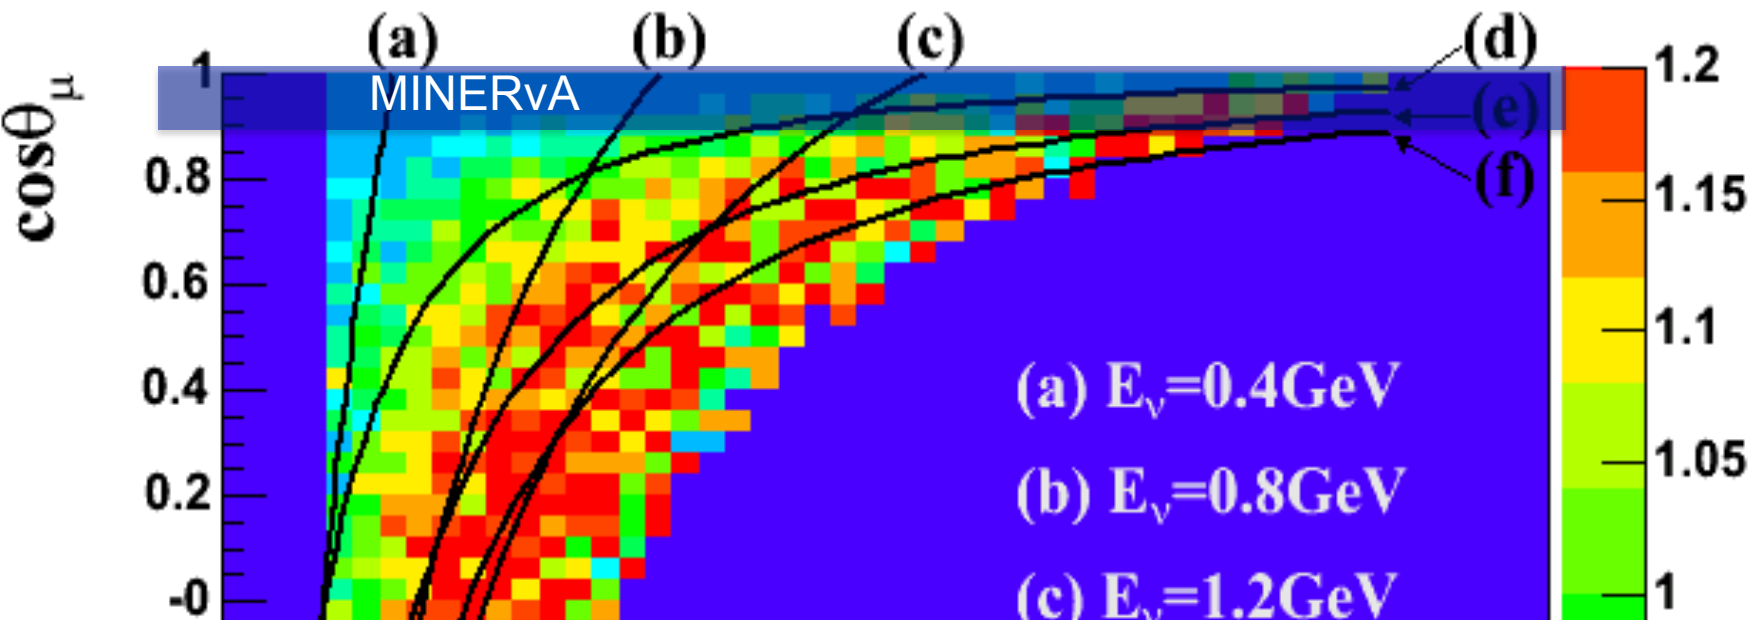 (a) (b) (c) (d)
MINERvA
(e)
(f)
cosθμ
1
0.8
0.6
0.4
0.2
-0
1.2
1.15
1.1
1.05
1
(a) Eν=0.4GeV
(b) Eν=0.8GeV
(c) Eν=1.2GeV